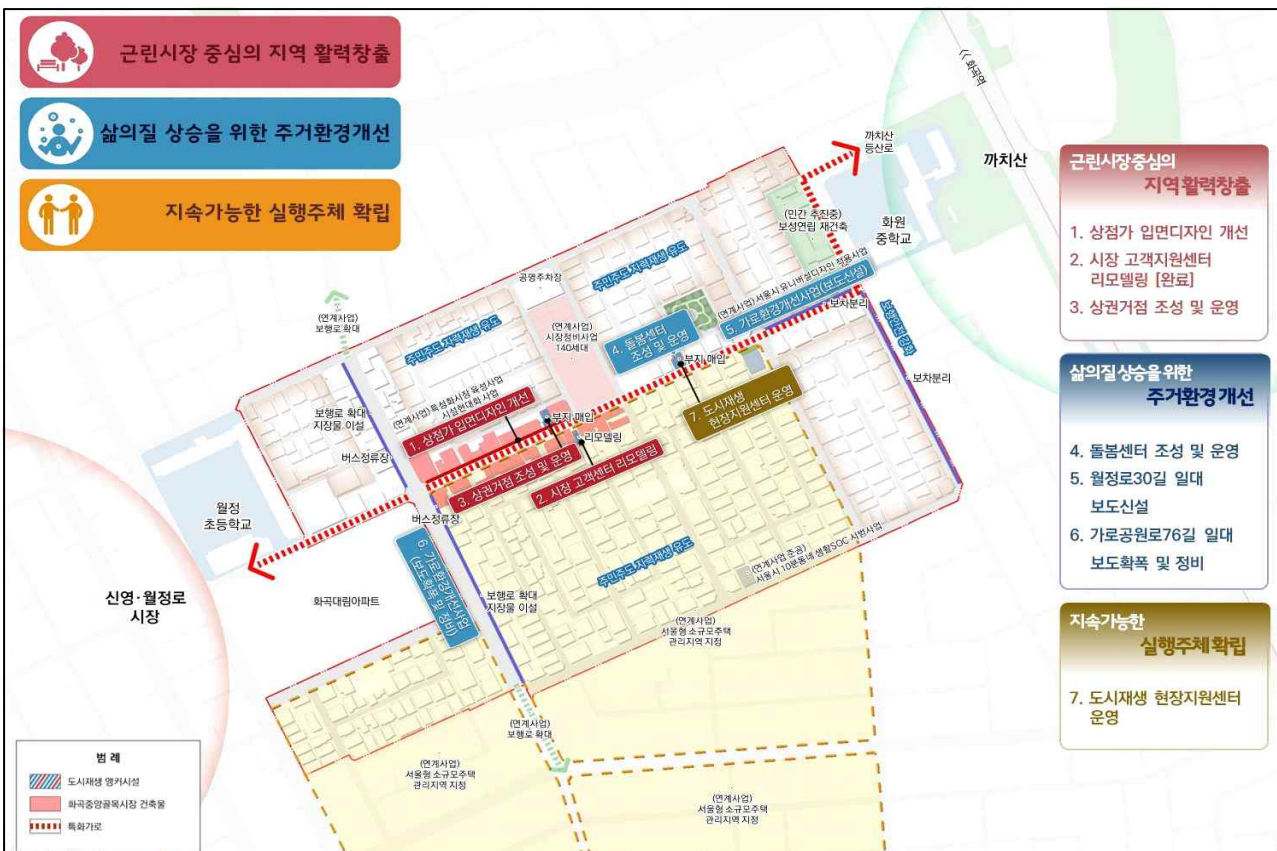 근린시장 중심의 지역 활력창출
삶의질 상승을 위한 주거환경개선
지속가능한 실행주체 확립
<< 화곡역
까치산
등산로
까치산
(민간 추진중)
보성연립 재건축
화원
중학교
공영주차장
주민주도 자력재생 유도
(연계사업) 서울시 유니버설디자인 적용사업
5. 가로환경개선사업(보도신설)
보차분리
보행안전강화
(연계사업)
보행로 확대
(연계사업)
시장정비사업
140세대
4. 돌봄센터
조성 및 운영
부지 매입
주민주도 자력재생 유도
보차분리
7. 도시재생
현장지원센터 운영
보행로 확대
지장물 이설
(연계사업) 특성화시장 육성사업
시설현대화 사업
1. 상점가 입면디자인 개선
부지 매입
리모델링
버스정류장
3. 상권거점 조성 및 운영
2. 시장 고객센터 리모델링
월정
초등학교
버스정류장
6. 가로환경개선사업
(보도확폭 및 정비)
주민주도 자력재생 유도
(연계사업 준공)
서울시 10분동네 생활SOC 시범사업
신영·월정로
시장
화곡대림아파트
보행로 확대
지장물 이설
(연계사업)
서울형 소규모주택
관리지역 지정
(연계사업)
보행로 확대
(연계사업)
서울형 소규모주택
관리지역 지정
(연계사업)
서울형 소규모주택
관리지역 지정
범 례
도시재생 앵커시설
화곡중앙골목시장 건축물
특화가로
근린시장중심의
지역활력창출
1. 상점가 입면디자인 개선
2. 시장 고객지원센터
리모델링 [완료]
3. 상권거점 조성 및 운영
삶의질 상승을 위한
주거환경개선
4. 돌봄센터 조성 및 운영
5. 월정로30길 일대
보도신설
6. 가로공원로76길 일대
보도확폭 및 정비
지속가능한
실행주체확립
7. 도시재생 현장지원센터
운영